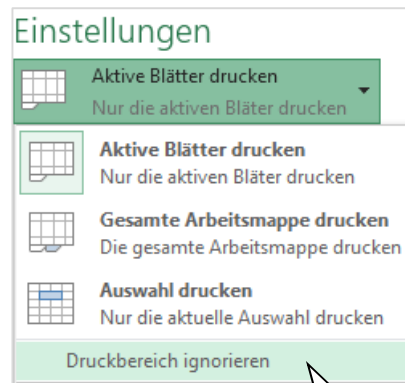 Einstellungen
Aktive Blätter drucken
Nur die aktiven Bläter drucken
Aktive Blätter drucken
Nur die aktiven Bläter drucken
Gesamte Arbeitsmappe drucken
Die gesamte Arbeitsmappe drucken
Auswahl drucken
Nur die aktuelle Auswahl drucken
Druckbereich ignorieren